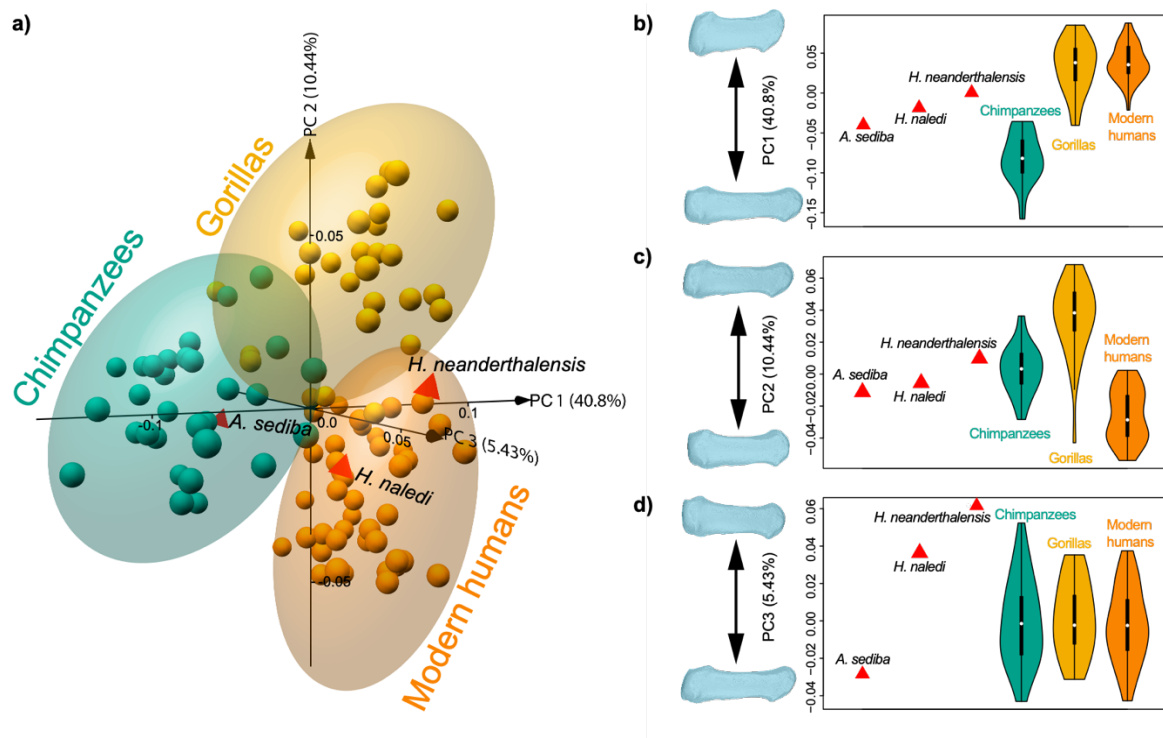 a)
PC 2 (10.44%)
Gorillas
Chimpanzees
0.05
H. neanderthalensis
PC 1 (40.8%)
-0.1
A. sediba
0.0
0.1
0.05
PC 3 (5.43%)
H. naledi
-0.05
Modern humans
b)
PC1 (40.8%)
0.05
0.00
-0.05
-0.10
-0.15
H. neanderthalensis
H. naledi
A. sediba
Chimpanzees
Gorillas
Modern
humans
c)
PC2 (10.44%)
0.06
0.04
0.02
0.00
-0.02
-0.04
H. neanderthalensis
A. sediba
H. naledi
Chimpanzees
Gorillas
Modern
humans
d)
PC3 (5.43%)
0.06
0.04
0.02
0.00
-0.02
-0.04
H. neanderthalensis
H. naledi
A. sediba
Chimpanzees
Gorillas
Modern
humans